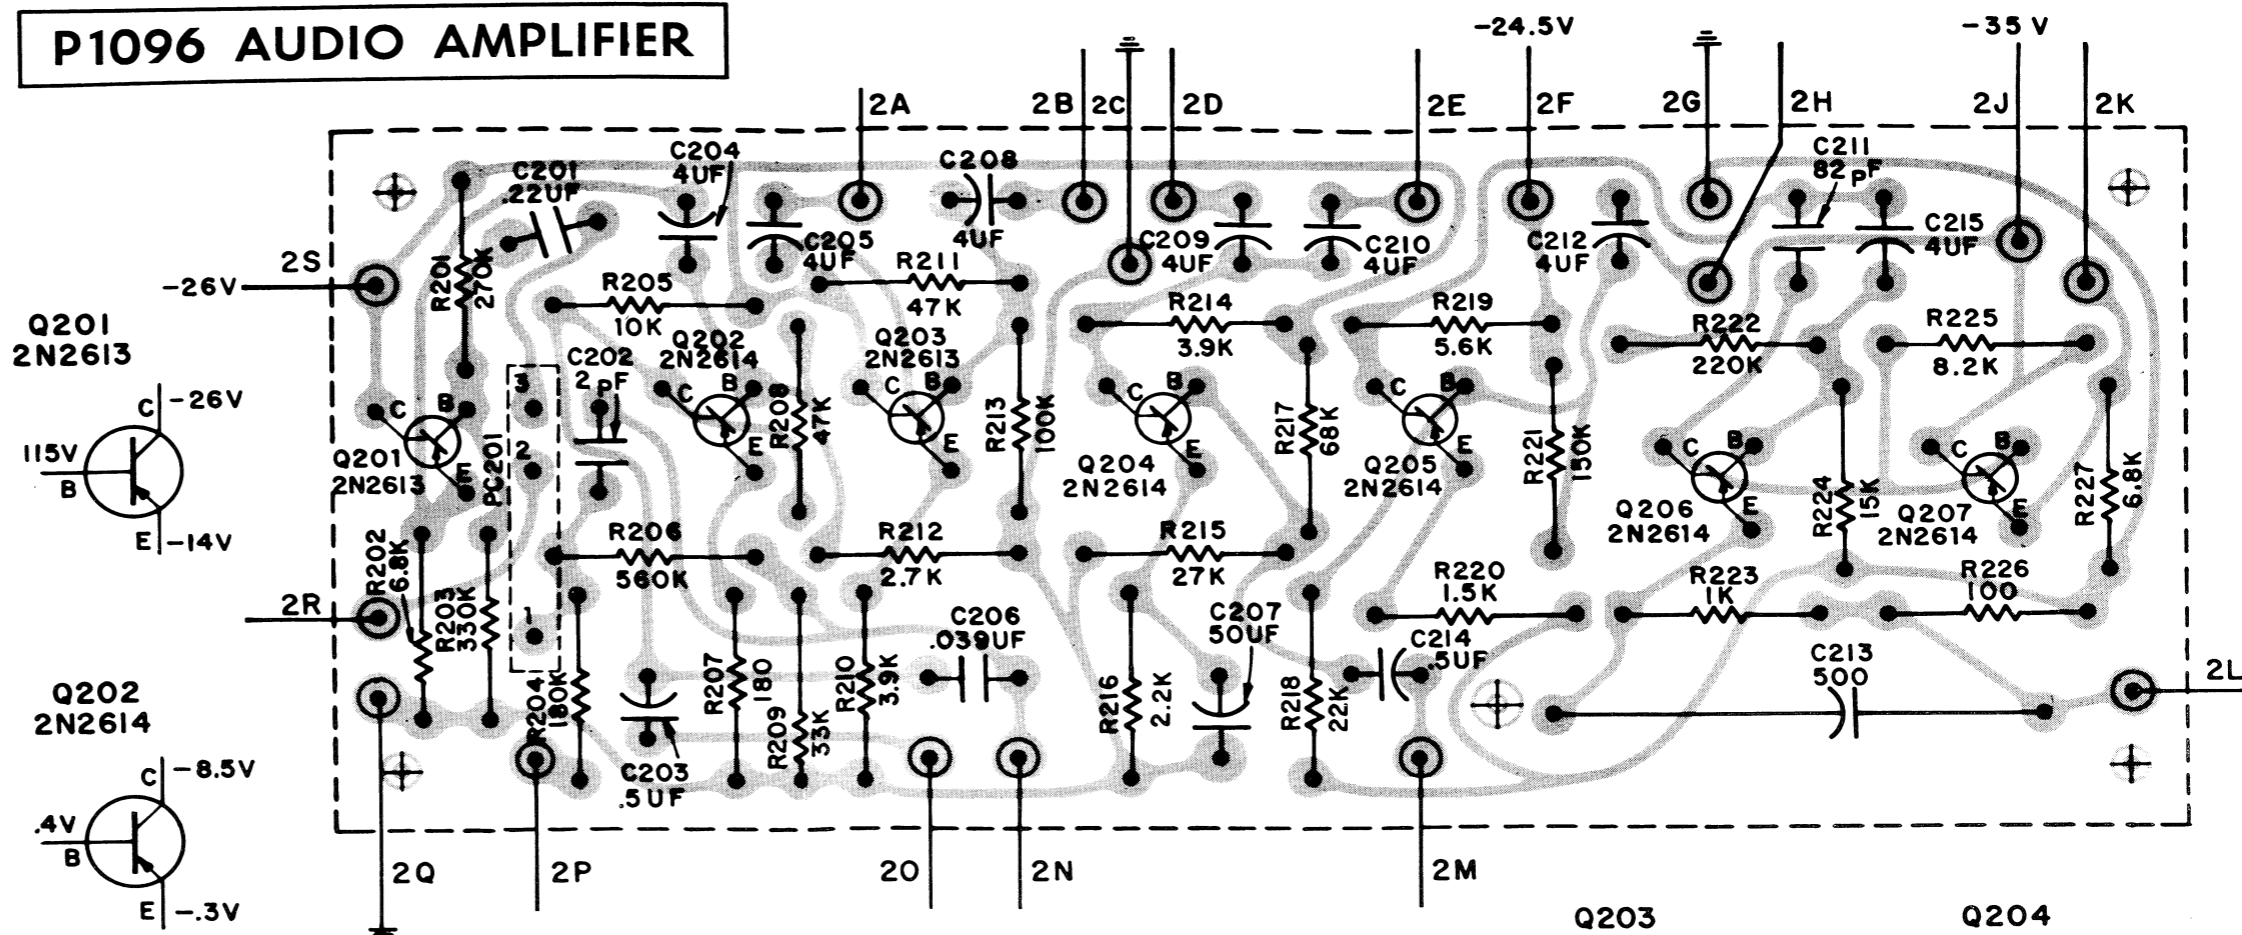 P1096 AUDIO AMPLIFIER
-24.5V
-35 V
2A
2B
2C
2D
2E
2F
2G
2H
2J
2K
C201
.22UF
C204
4UF
C208
4UF
C211
82pF
C205
4UF
C209
4UF
C210
4UF
C212
4UF
C215
4UF
2S
-26V
R201
270K
R205
10K
R211
47K
R214
3.9K
R219
5.6K
R222
220K
R225
8.2K
Q201
2N2613
C
-26V
115V
B
E
-14V
C
B
E
Q201
2N2613
PC201
3
2
1
C202
2pF
Q202
2N2614
C
B
E
R208
47K
Q203
2N2613
C
B
E
R213
100K
C
B
E
Q204
2N2614
R217
68K
C
B
E
Q205
2N2614
R221
150K
C
B
E
Q206
2N2614
R224
15K
C
B
E
Q207
2N2614
R227
6.8K
R202
6.8K
R203
330K
R206
560K
R212
2.7K
R215
27K
R220
1.5K
R223
1K
R226
100
2R
R204
180K
R207
180
R209
33K
R210
3.9K
C206
.039UF
R216
2.2K
C207
50UF
R218
22K
C214
.5UF
C213
500
2L
C203
.5UF
Q202
2N2614
C
-8.5V
.4V
B
E
-.3V
2Q
2P
2O
2N
2M
Q203
Q204